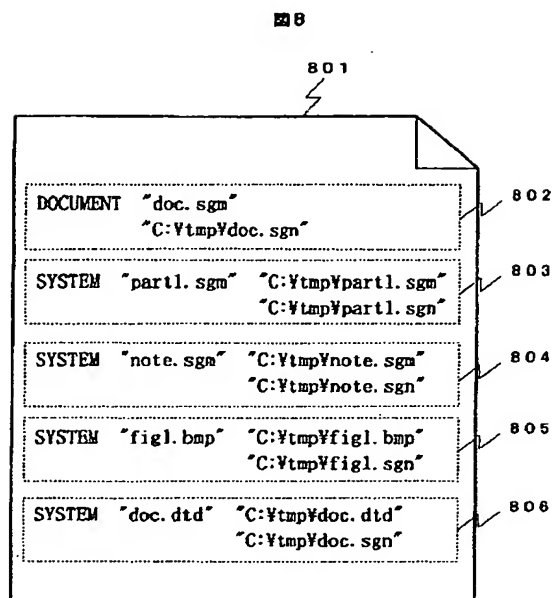 図8
801
DOCUMENT "doc.sgm"
"C:¥tmp¥doc.sgn"
802
SYSTEM "part1.sgm" "C:¥tmp¥part1.sgm"
"C:¥tmp¥part1.sgn"
803
SYSTEM "note.sgm" "C:¥tmp¥note.sgm"
"C:¥tmp¥note.sgn"
804
SYSTEM "fig1.bmp" "C:¥tmp¥fig1.bmp"
"C:¥tmp¥fig1.sgn"
805
SYSTEM "doc.dtd" "C:¥tmp¥doc.dtd"
"C:¥tmp¥doc.sgn"
806